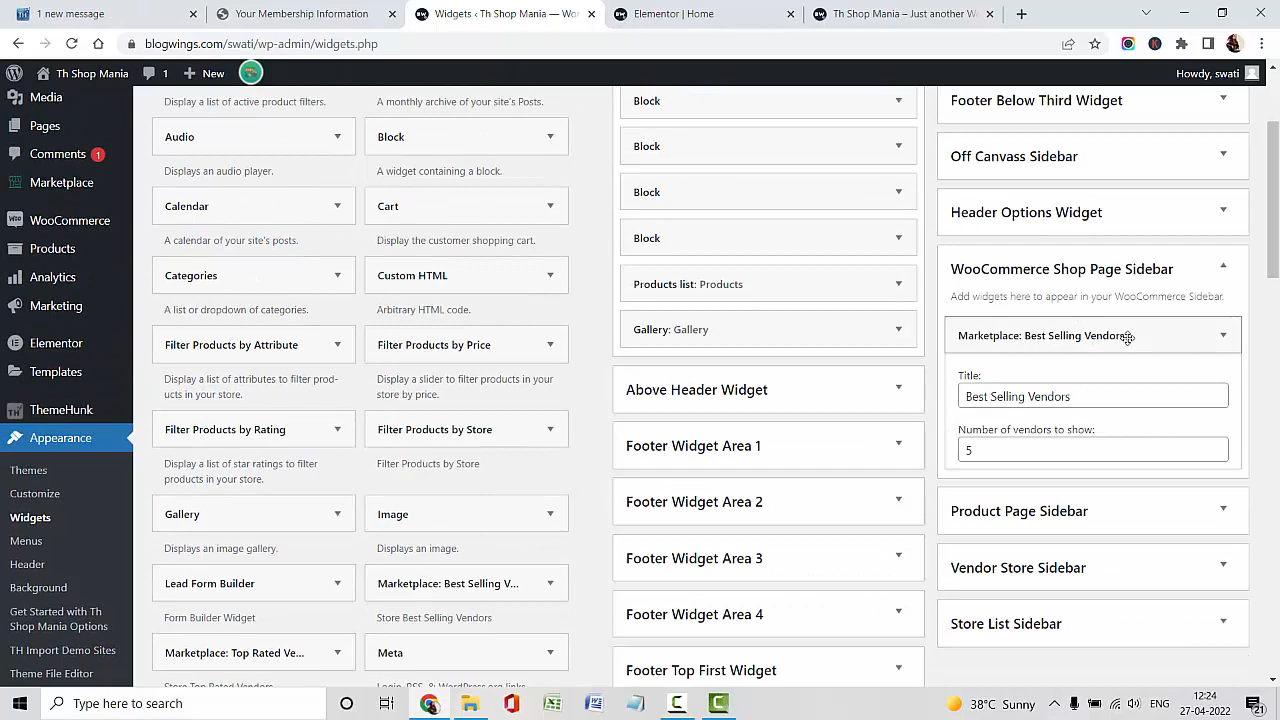 1 new message
Your Membership Information
Widgets ‹ Th Shop Mania — Wor
Elementor | Home
Th Shop Mania – Just another W
blogwings.com/swati/wp-admin/widgets.php
Th Shop Mania
1
New
Howdy, swati
Media
Pages
Comments 1
Marketplace
WooCommerce
Products
Analytics
Marketing
Elementor
Templates
ThemeHunk
Appearance
Themes
Customize
Widgets
Menus
Header
Background
Get Started with Th
Shop Mania Options
TH Import Demo Sites
Theme File Editor
Display a list of active product filters.
Audio
Displays an audio player.
Calendar
A calendar of your site's posts.
Categories
A list or dropdown of categories.
Filter Products by Attribute
Display a list of attributes to filter prod-
ucts in your store.
Filter Products by Rating
Display a list of star ratings to filter
products in your store.
Gallery
Displays an image gallery.
Lead Form Builder
Form Builder Widget
Marketplace: Top Rated Ve...
Store Top Rated Vendors
A monthly archive of your site's Posts.
Block
A widget containing a block.
Cart
Display the customer shopping cart.
Custom HTML
Arbitrary HTML code.
Filter Products by Price
Display a slider to filter products in your
store by price.
Filter Products by Store
Filter Products by Store
Image
Displays an image.
Marketplace: Best Selling V...
Store Best Selling Vendors
Meta
Login, RSS, & WordPress.org links.
Block
Block
Block
Block
Products list: Products
Gallery: Gallery
Above Header Widget
Footer Widget Area 1
Footer Widget Area 2
Footer Widget Area 3
Footer Widget Area 4
Footer Top First Widget
Footer Below Third Widget
Off Canvass Sidebar
Header Options Widget
WooCommerce Shop Page Sidebar
Add widgets here to appear in your WooCommerce Sidebar.
Marketplace: Best Selling Vendors
Title:
Best Selling Vendors
Number of vendors to show:
5
Product Page Sidebar
Vendor Store Sidebar
Store List Sidebar
Type here to search
38°C Sunny
ENG
12:24
27-04-2022
21